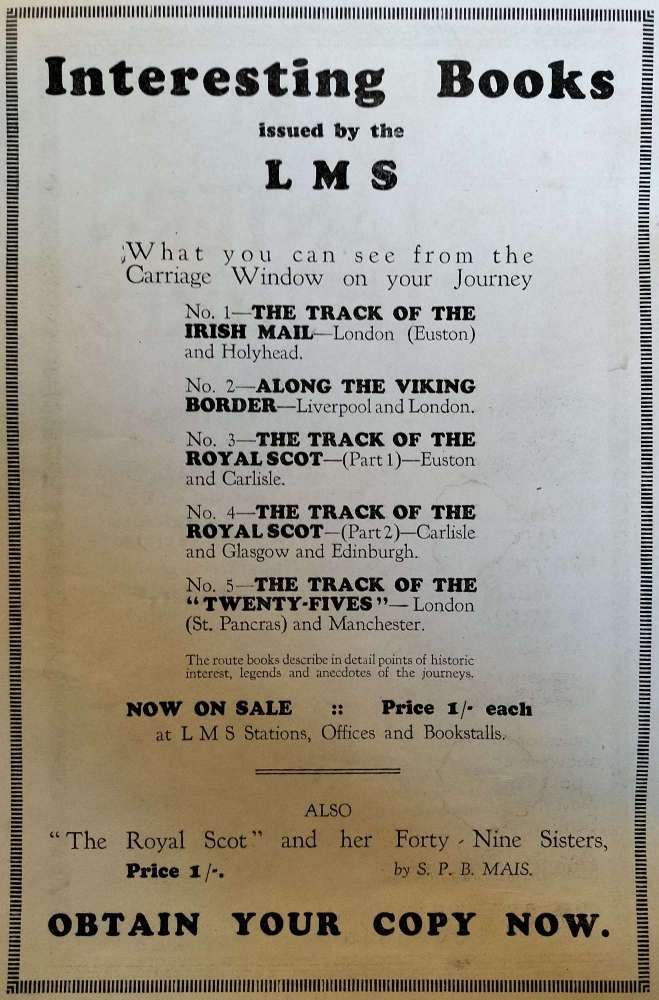 Interesting Books
issued by the
L M S
What you can see from the
Carriage Window on your Journey
No. 1—THE TRACK OF THE
IRISH MAIL—London (Euston)
and Holyhead.
No. 2—ALONG THE VIKING
BORDER—Liverpool and London.
No. 3—THE TRACK OF THE
ROYAL SCOT—(Part 1)—Euston
and Carlisle.
No. 4—THE TRACK OF THE
ROYAL SCOT—(Part 2)—Carlisle
and Glasgow and Edinburgh.
No. 5—THE TRACK OF THE
“TWENTY-FIVES”—London
(St. Pancras) and Manchester.
The route books describe in detail points of historic
interest, legends and anecdotes of the journeys.
NOW ON SALE :: Price 1/- each
at L M S Stations, Offices and Bookstalls.
ALSO
“The Royal Scot” and her Forty-Nine Sisters,
Price 1/-. by S. P. B. MAIS.
OBTAIN YOUR COPY NOW.